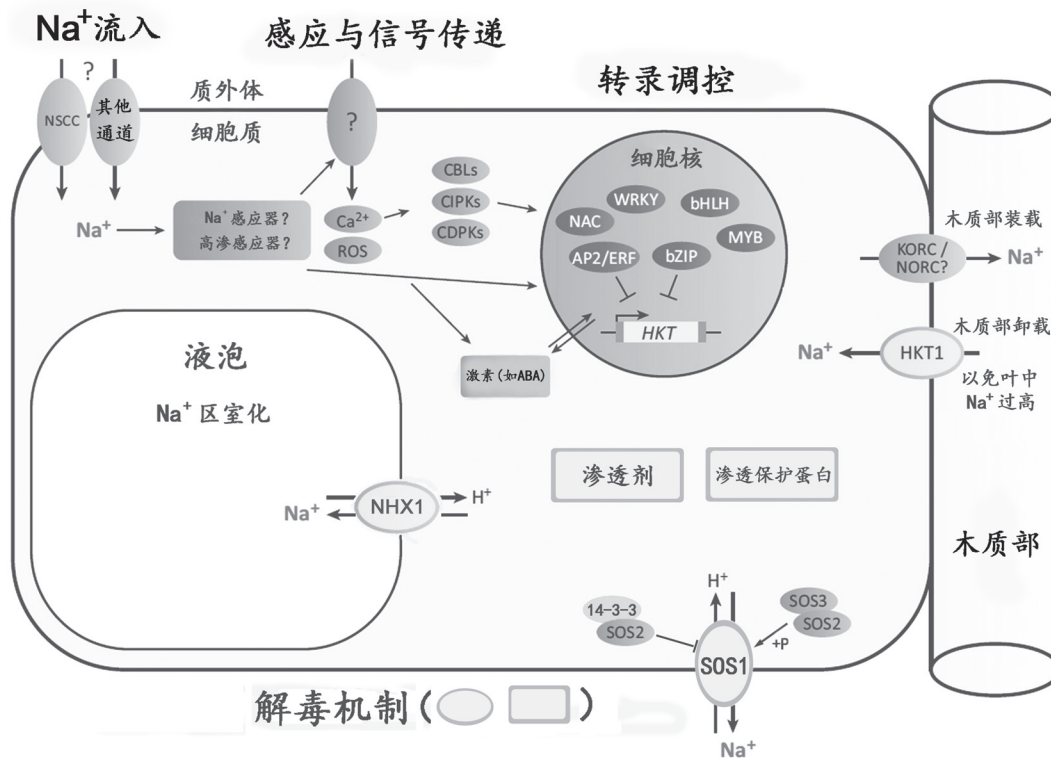 Na⁺流入
感应与信号传递
转录调控
?
NSCC
其他
通道
质外体
细胞质
?
细胞核
CBLs
CIPKs
CDPKs
WRKY
bHLH
NAC
MYB
AP2/ERF
bZIP
HKT
Na⁺
Na⁺感应器?
高渗感应器?
Ca²⁺
ROS
木质部装载
KORC /
NORC?
Na⁺
木质部卸载
Na⁺
HKT1
以免叶中
Na⁺过高
激素(如ABA)
液泡
Na⁺区室化
渗透剂
渗透保护蛋白
Na⁺
NHX1
H⁺
木质部
H⁺
14-3-3
SOS2
SOS3
SOS2
+P
SOS1
Na⁺
解毒机制( )